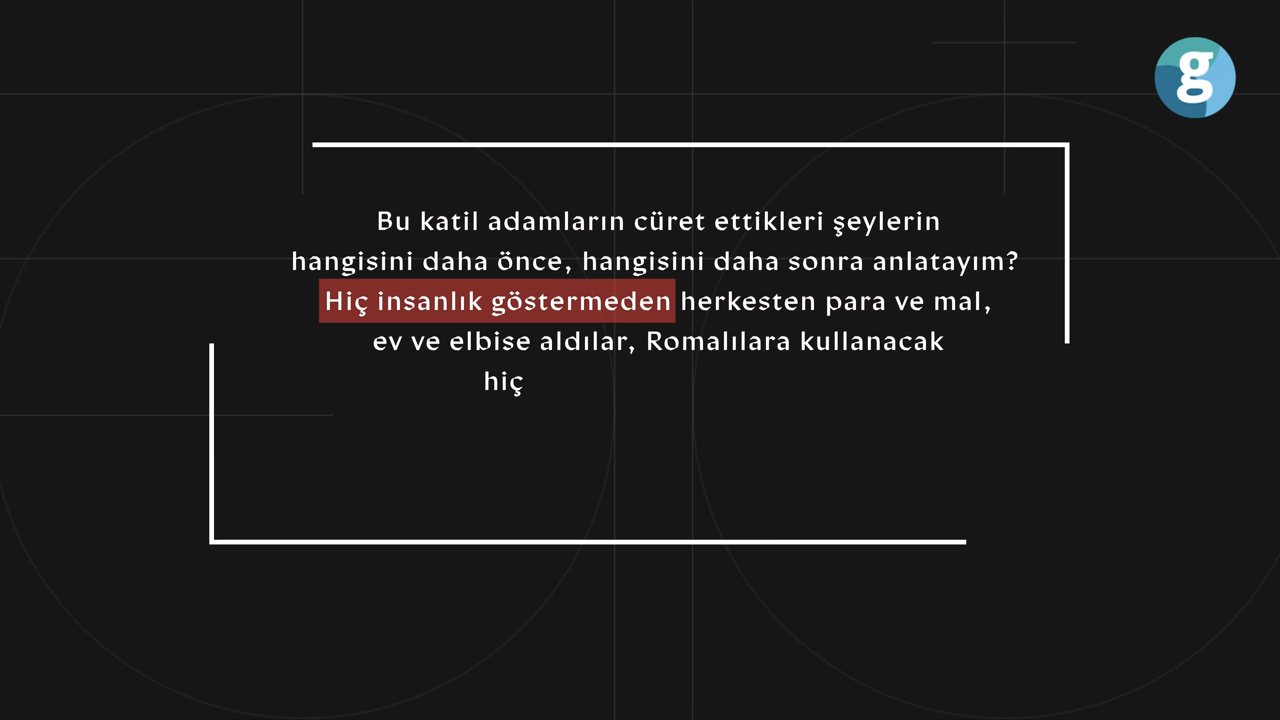 g
Bu katil adamların cüret ettikleri şeylerin
hangisini daha önce, hangisini daha sonra anlatayım?
Hiç insanlık göstermeden herkesten para ve mal,
ev ve elbise aldılar, Romalılara kullanacak
hiç